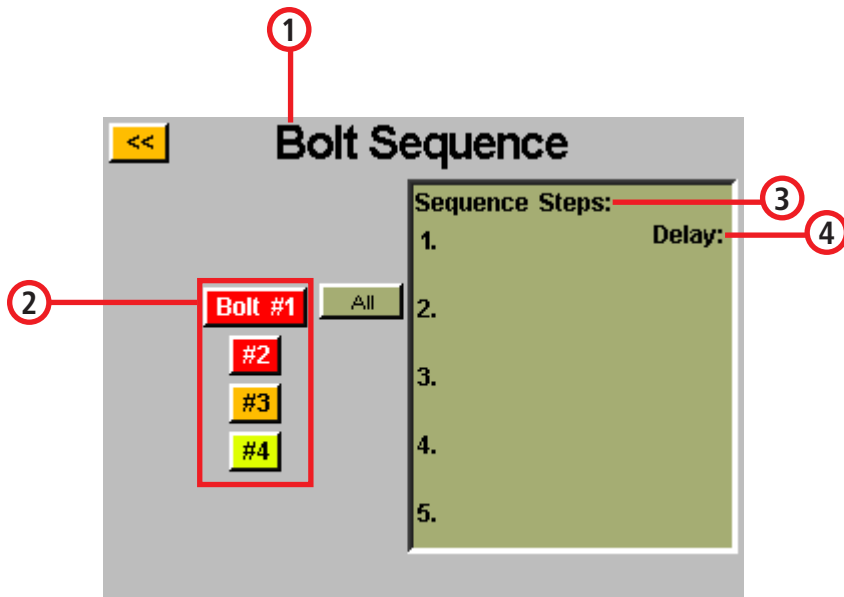 1
<< Bolt Sequence
Sequence Steps: 3
1. Delay: 4
2 Bolt #1 All 2.
#2
3.
#3
#4 4.
5.